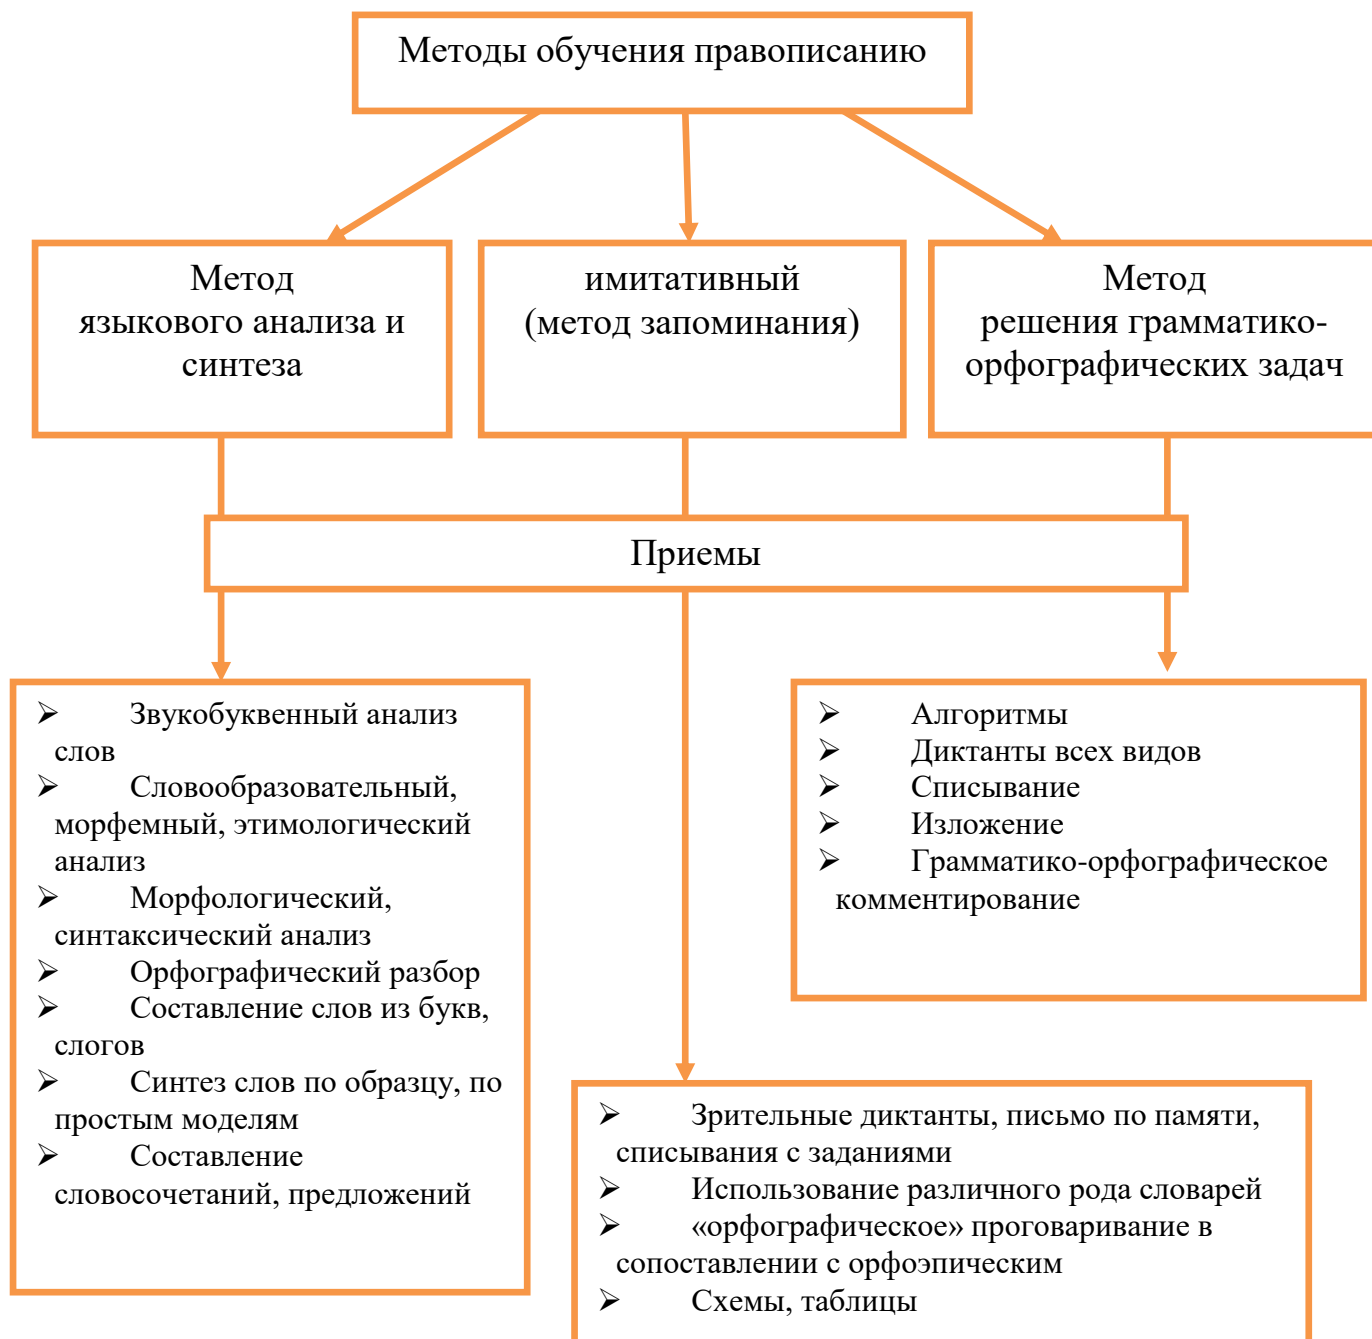 Методы обучения правописанию
Метод
языкового анализа и
синтеза
имитативный
(метод запоминания)
Метод
решения грамматико-
орфографических задач
Приемы
➢ Звукобуквенный анализ
слов
➢ Словообразовательный,
морфемный, этимологический
анализ
➢ Морфологический,
синтаксический анализ
➢ Орфографический разбор
➢ Составление слов из букв,
слогов
➢ Синтез слов по образцу, по
простым моделям
➢ Составление
словосочетаний, предложений
➢ Алгоритмы
➢ Диктанты всех видов
➢ Списывание
➢ Изложение
➢ Грамматико-орфографическое
комментирование
➢ Зрительные диктанты, письмо по памяти,
списывания с заданиями
➢ Использование различного рода словарей
➢ «орфографическое» проговаривание в
сопоставлении с орфоэпическим
➢ Схемы, таблицы